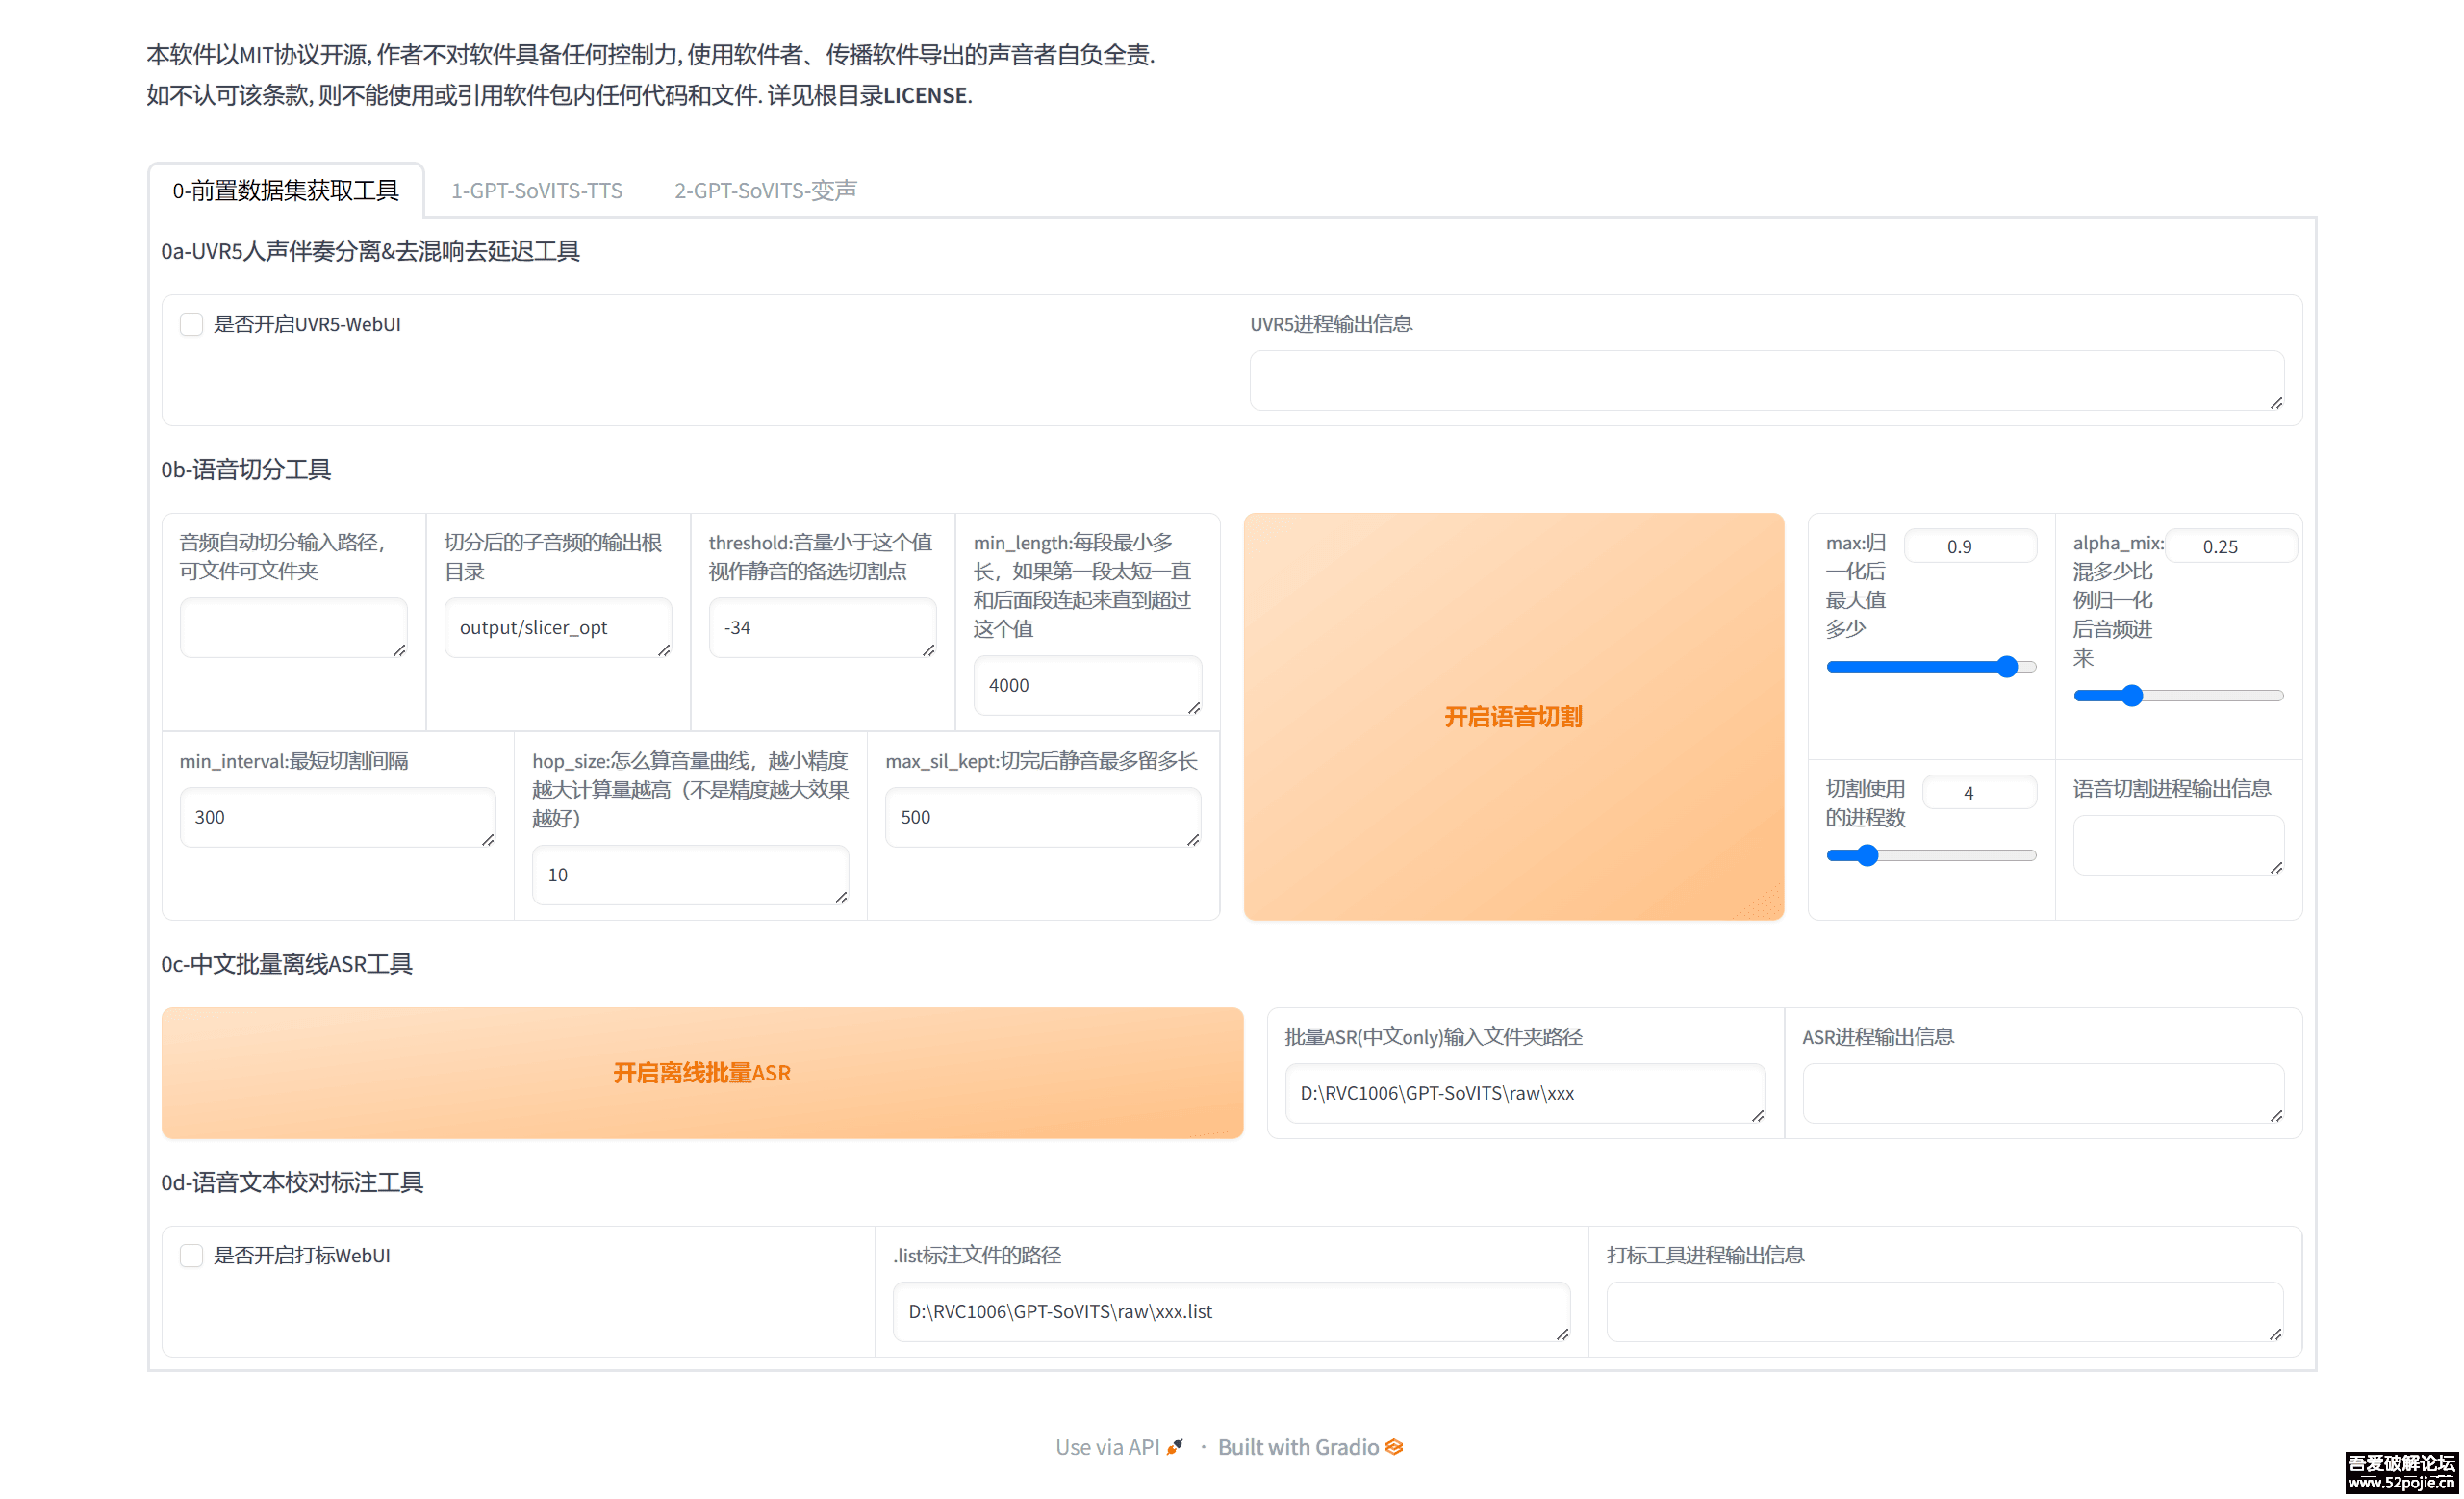 本软件以MIT协议开源, 作者不对软件具备任何控制力, 使用软件者、传播软件导出的声音者自负全责.
如不认可该条款, 则不能使用或引用软件包内任何代码和文件. 详见根目录LICENSE.
0-前置数据集获取工具
1-GPT-SoVITS-TTS
2-GPT-SoVITS-变声
0a-UVR5人声伴奏分离&去混响去延迟工具
是否开启UVR5-WebUI
UVR5进程输出信息
0b-语音切分工具
音频自动切分输入路径，
可文件可文件夹
切分后的子音频的输出根
目录
output/slicer_opt
threshold:音量小于这个值
视作静音的备选切割点
-34
min_length:每段最小多
长，如果第一段太短一直
和后面段连起来直到超过
这个值
4000
min_interval:最短切割间隔
300
hop_size:怎么算音量曲线，越小精度
越大计算量越高（不是精度越大效果
越好）
10
max_sil_kept:切完后静音最多留多长
500
开启语音切割
max:归
一化后
最大值
多少
0.9
alpha_mix:
混多少比
例归一化
后音频进
来
0.25
切割使用
的进程数
4
语音切割进程输出信息
0c-中文批量离线ASR工具
开启离线批量ASR
批量ASR(中文only)输入文件夹路径
D:\RVC1006\GPT-SoVITS\raw\xxx
ASR进程输出信息
0d-语音文本校对标注工具
是否开启打标WebUI
.list标注文件的路径
D:\RVC1006\GPT-SoVITS\raw\xxx.list
打标工具进程输出信息
Use via API · Built with Gradio
吾爱破解论坛
www.52pojie.cn